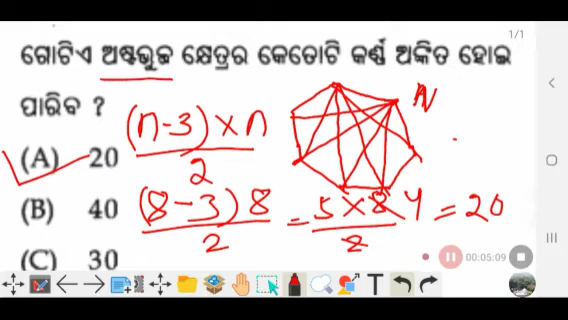 1/1
ଗୋଟିଏ ଅଷ୍ଟଭୁଜ କ୍ଷେତ୍ରର କେତୋଟି କର୍ଣ୍ଣ ଅଙ୍କିତ ହୋଇ
ପାରିବ ?
(n-3)×n
2
(A) 20
(B) 40
(8-3) 8 = 5×8 4 = 20
2 2
(C) 30
00:05:09
T